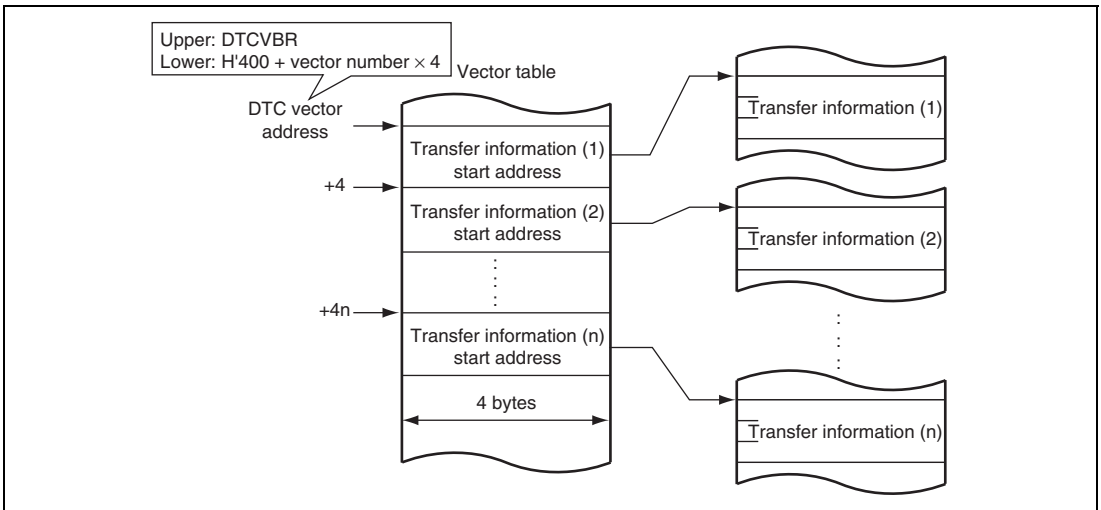 Upper: DTCVBR
Lower: H'400 + vector number × 4
Vector table
DTC vector
address
Transfer information (1)
start address
+4
Transfer information (2)
start address
+4n
Transfer information (n)
start address
4 bytes
Transfer information (1)
Transfer information (2)
Transfer information (n)